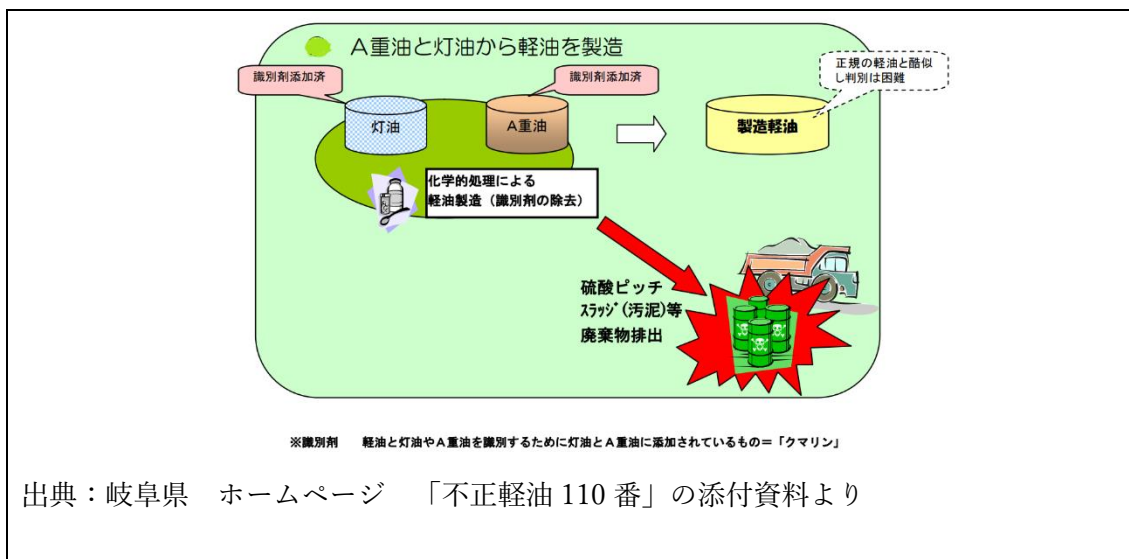 A重油と灯油から軽油を製造
識別剤添加済
識別剤添加済
正規の軽油と酷似
し判別は困難
灯油
A重油
製造軽油
化学的処理による
軽油製造（識別剤の除去）
硫酸ピッチ
ｽﾗｯｼﾞ(汚泥)等
廃棄物排出
※識別剤　軽油と灯油やＡ重油を識別するために灯油とＡ重油に添加されているもの＝「クマリン」
出典：岐阜県　ホームページ　「不正軽油 110 番」の添付資料より